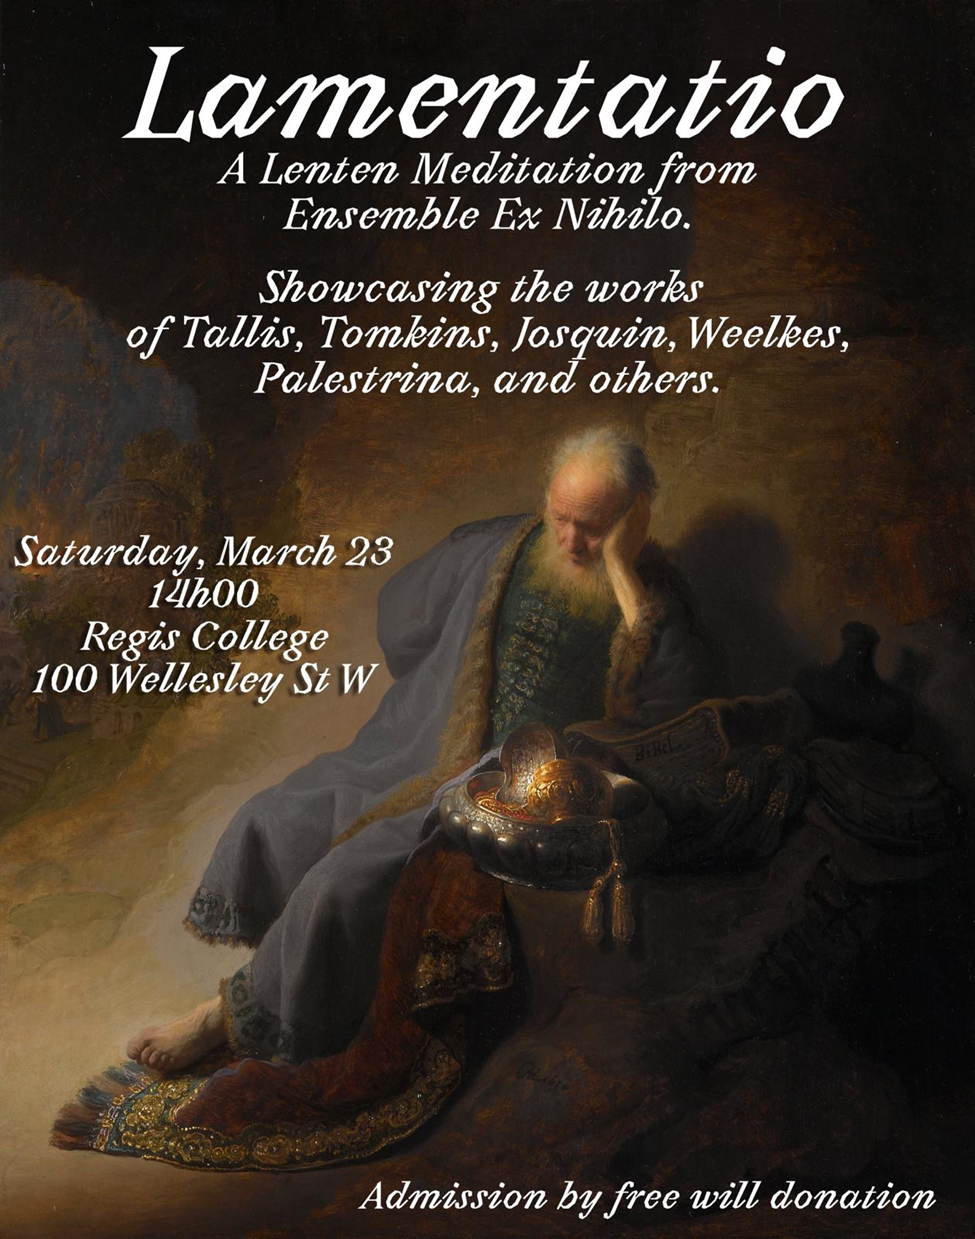 Lamentatio
A Lenten Meditation from
Ensemble Ex Nihilo.
Showcasing the works
of Tallis, Tomkins, Josquin, Weelkes,
Palestrina, and others.
Saturday, March 23
14h00
Regis College
100 Wellesley St W
BiBeL
Admission by free will donation